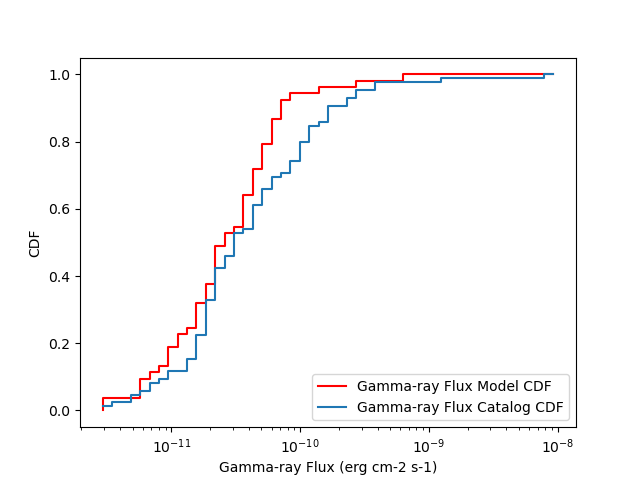 1.0
0.8
0.6
0.4
0.2
0.0
CDF
10⁻¹¹
10⁻¹⁰
10⁻⁹
10⁻⁸
Gamma-ray Flux (erg cm-2 s-1)
Gamma-ray Flux Model CDF
Gamma-ray Flux Catalog CDF